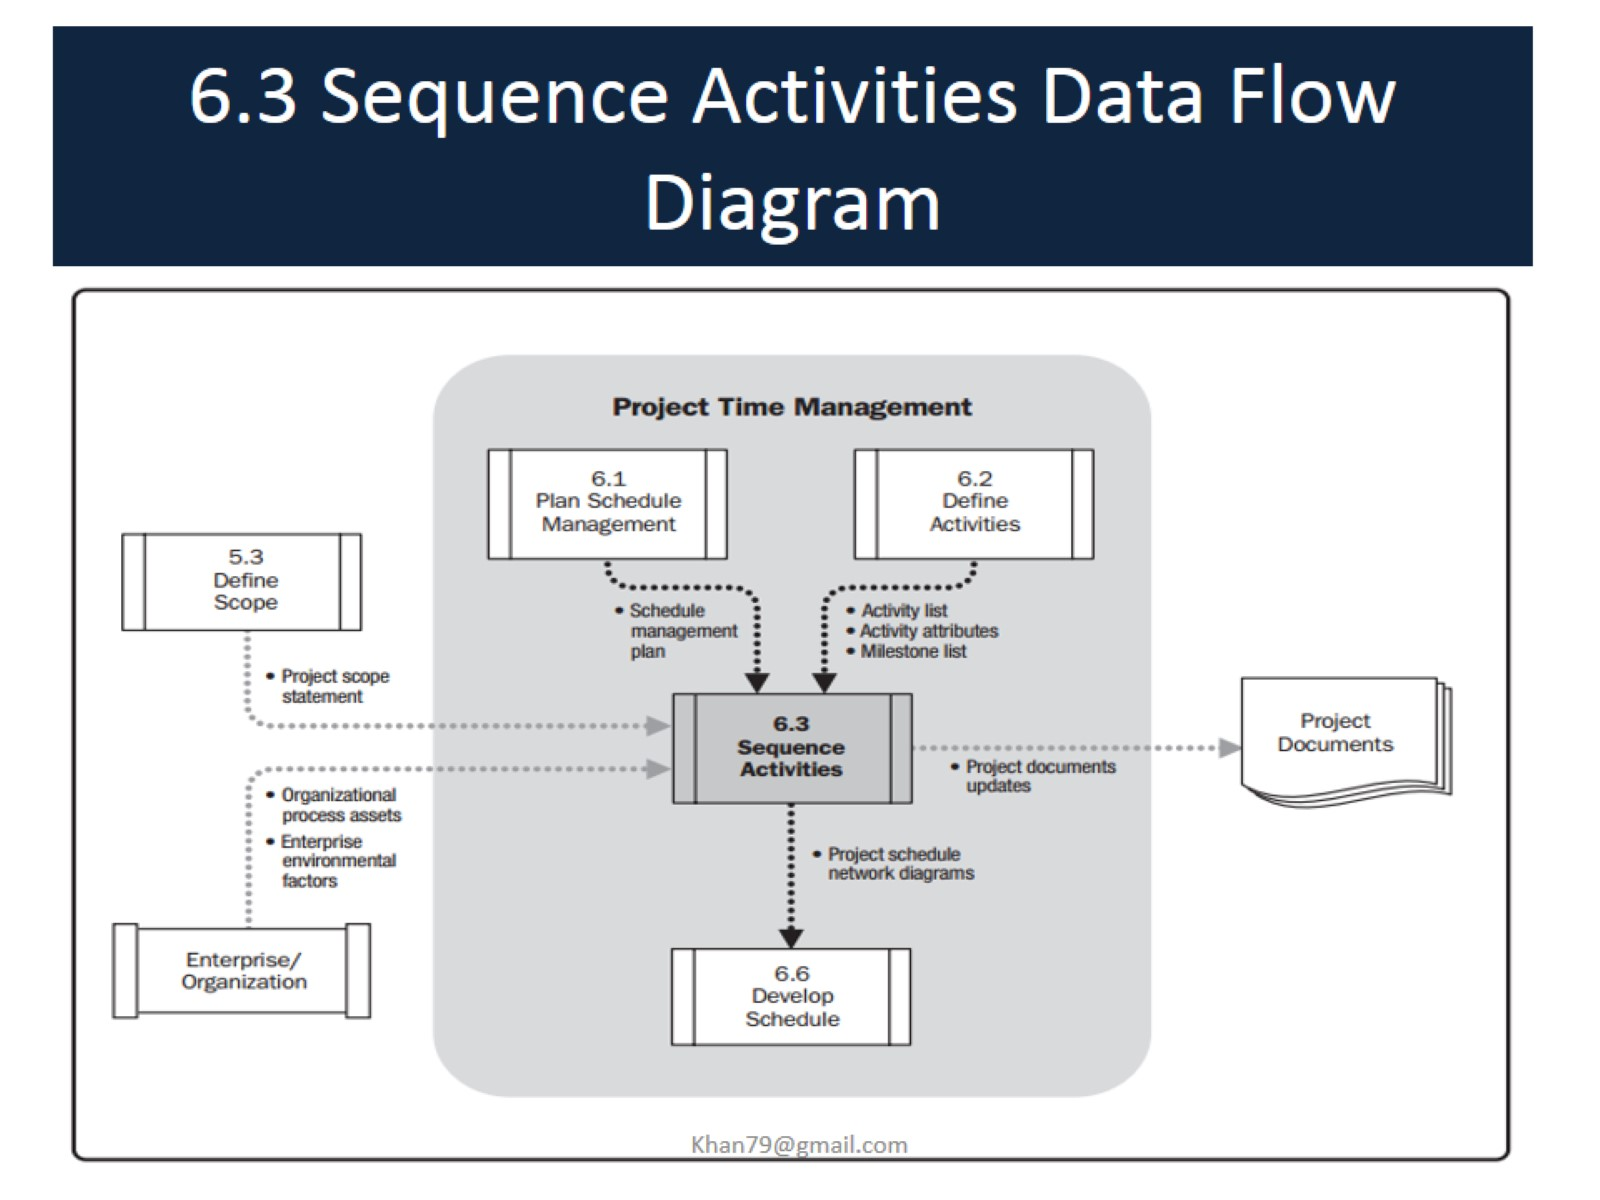 6.3 Sequence Activities Data Flow
Diagram
Project Time Management
6.1
Plan Schedule
Management
6.2
Define
Activities
5.3
Define
Scope
• Schedule
management
plan
• Activity list
• Activity attributes
• Milestone list
• Project scope
statement
6.3
Sequence
Activities
Project
Documents
• Project documents
updates
• Organizational
process assets
• Enterprise
environmental
factors
• Project schedule
network diagrams
Enterprise/
Organization
6.6
Develop
Schedule
Khan79@gmail.com